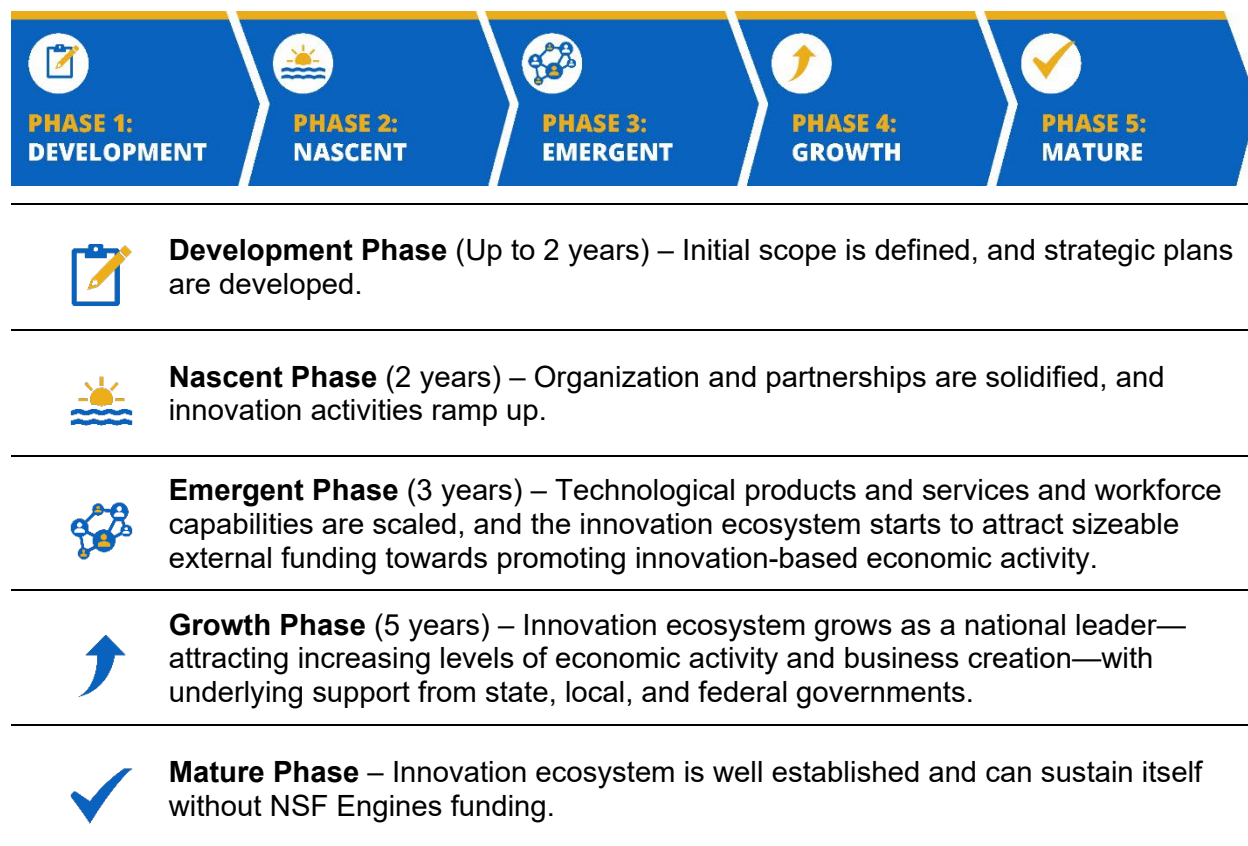 PHASE 1:
DEVELOPMENT
PHASE 2:
NASCENT
PHASE 3:
EMERGENT
PHASE 4:
GROWTH
PHASE 5:
MATURE
Development Phase (Up to 2 years) – Initial scope is defined, and strategic plans
are developed.
Nascent Phase (2 years) – Organization and partnerships are solidified, and
innovation activities ramp up.
Emergent Phase (3 years) – Technological products and services and workforce
capabilities are scaled, and the innovation ecosystem starts to attract sizeable
external funding towards promoting innovation-based economic activity.
Growth Phase (5 years) – Innovation ecosystem grows as a national leader—
attracting increasing levels of economic activity and business creation—with
underlying support from state, local, and federal governments.
Mature Phase – Innovation ecosystem is well established and can sustain itself
without NSF Engines funding.